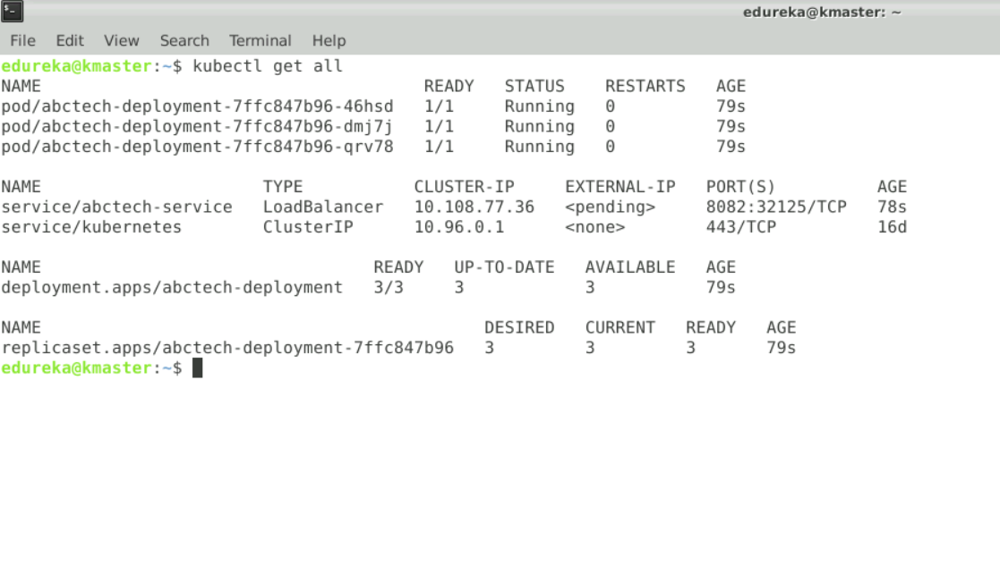 edureka@kmaster: ~
File Edit View Search Terminal Help
edureka@kmaster:~$ kubectl get all
NAME READY STATUS RESTARTS AGE
pod/abctech-deployment-7ffc847b96-46hsd 1/1 Running 0 79s
pod/abctech-deployment-7ffc847b96-dmj7j 1/1 Running 0 79s
pod/abctech-deployment-7ffc847b96-qrv78 1/1 Running 0 79s
NAME TYPE CLUSTER-IP EXTERNAL-IP PORT(S) AGE
service/abctech-service LoadBalancer 10.108.77.36 <pending> 8082:32125/TCP 78s
service/kubernetes ClusterIP 10.96.0.1 <none> 443/TCP 16d
NAME READY UP-TO-DATE AVAILABLE AGE
deployment.apps/abctech-deployment 3/3 3 3 79s
NAME DESIRED CURRENT READY AGE
replicaset.apps/abctech-deployment-7ffc847b96 3 3 3 79s
edureka@kmaster:~$